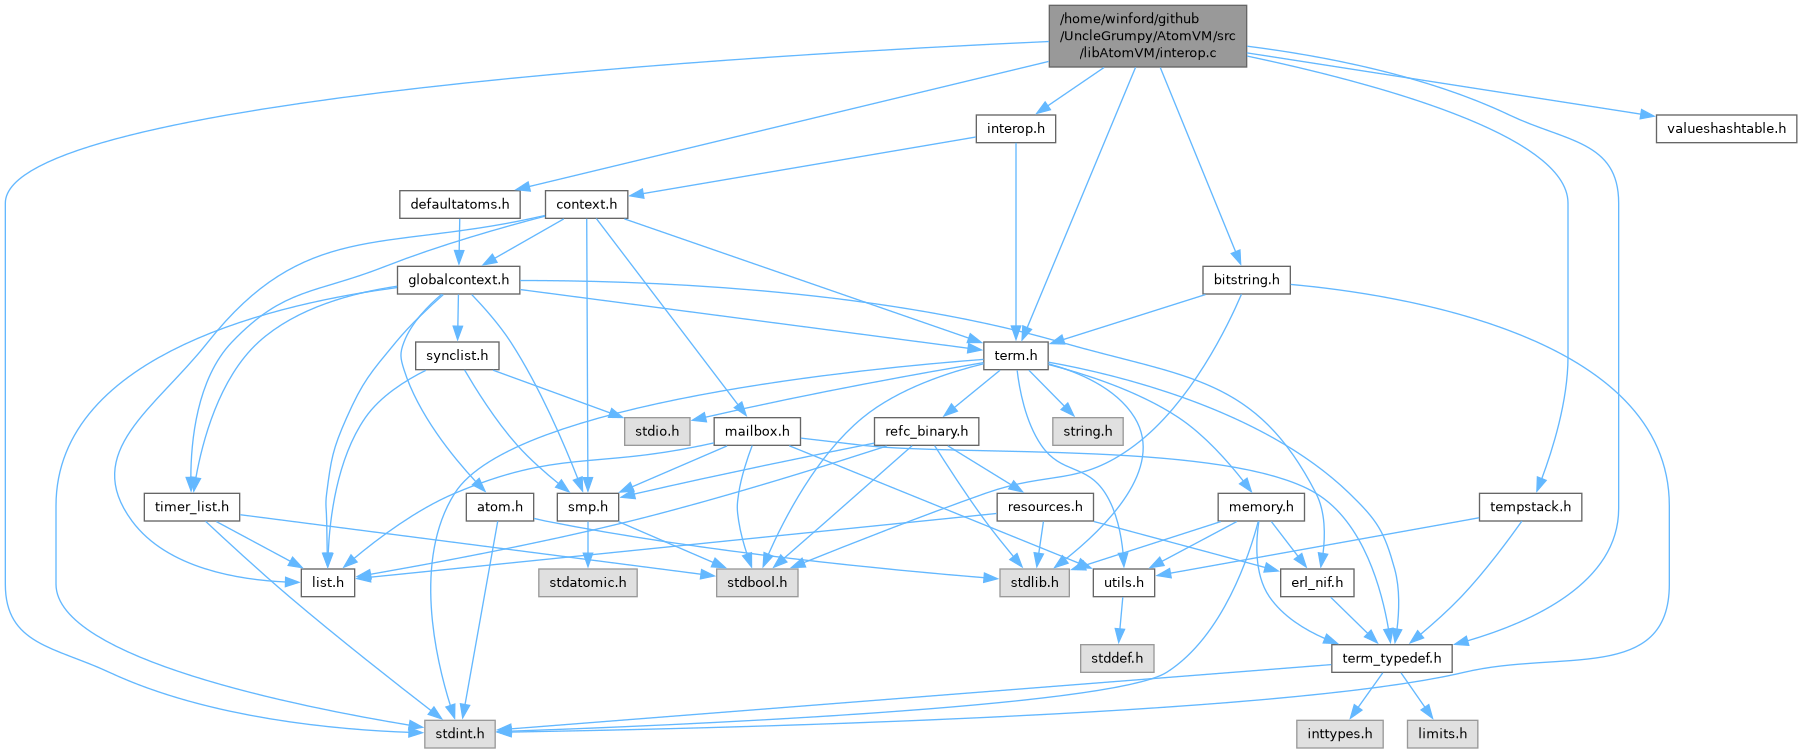 /home/winford/github
/UncleGrumpy/AtomVM/src
/libAtomVM/interop.c
interop.h
valueshashtable.h
defaultatoms.h
context.h
globalcontext.h
bitstring.h
synclist.h
term.h
stdio.h
mailbox.h
refc_binary.h
string.h
timer_list.h
atom.h
smp.h
resources.h
memory.h
tempstack.h
list.h
stdatomic.h
stdbool.h
stdlib.h
utils.h
erl_nif.h
stddef.h
term_typedef.h
stdint.h
inttypes.h
limits.h